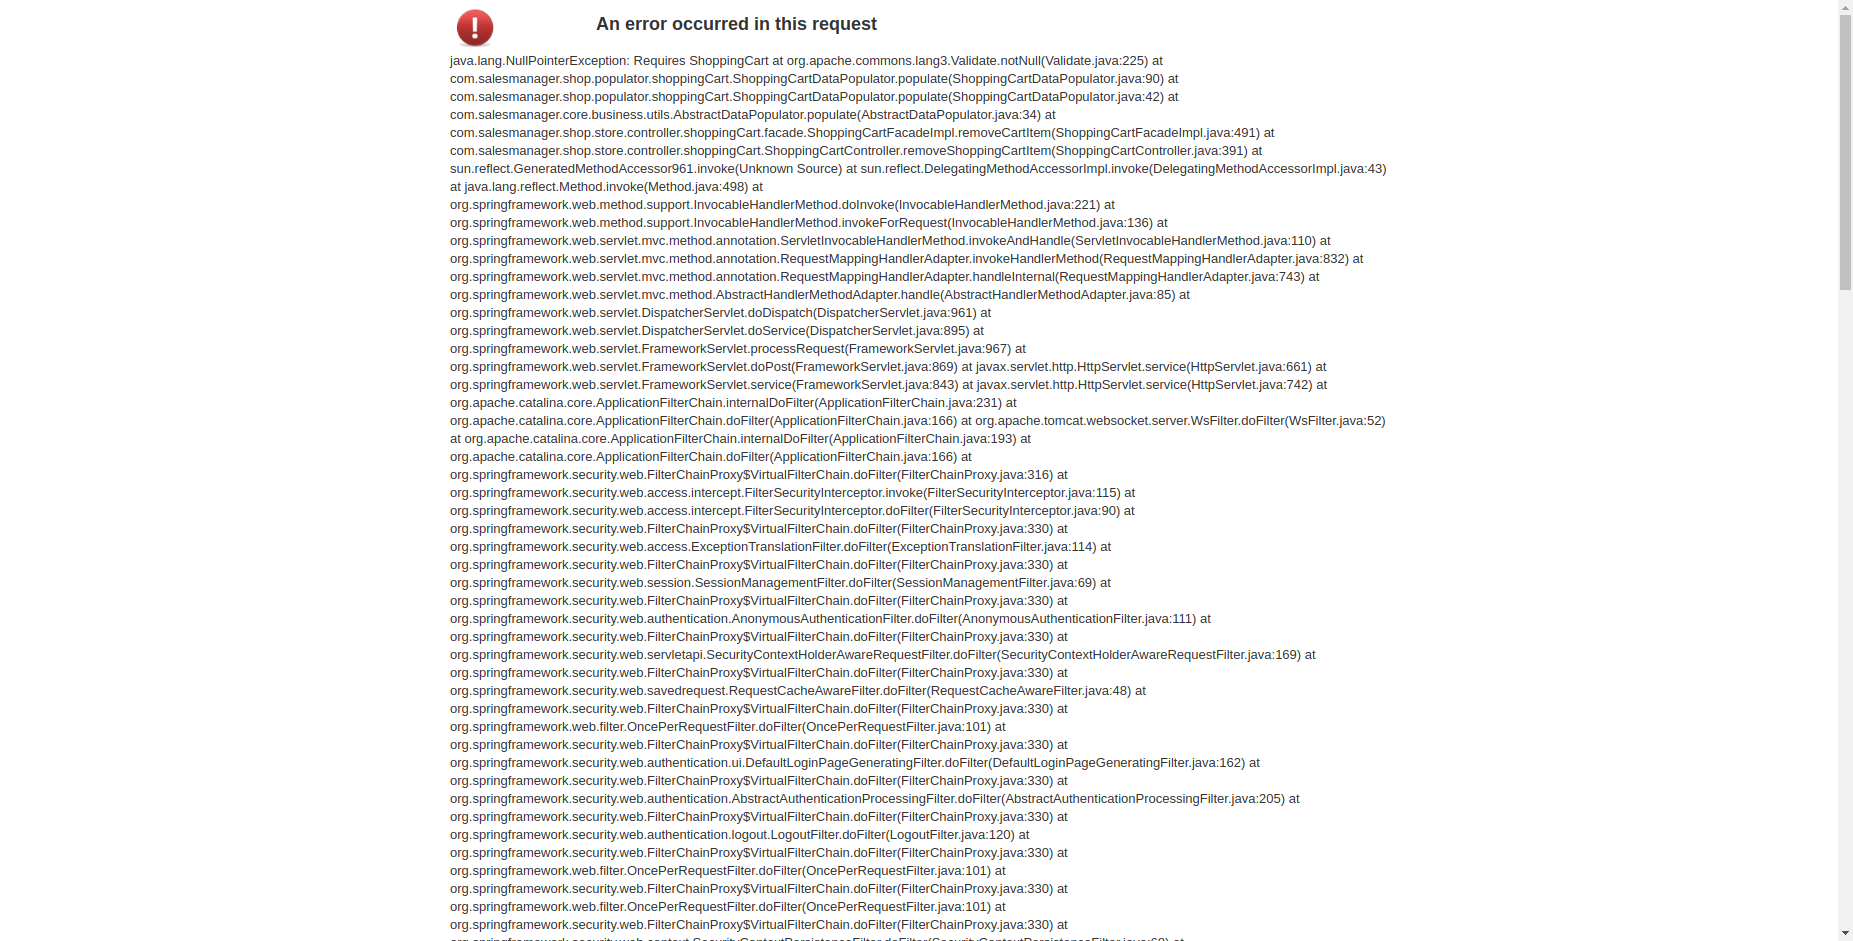 An error occurred in this request
java.lang.NullPointerException: Requires ShoppingCart at org.apache.commons.lang3.Validate.notNull(Validate.java:225) at
com.salesmanager.shop.populator.shoppingCart.ShoppingCartDataPopulator.populate(ShoppingCartDataPopulator.java:90) at
com.salesmanager.shop.populator.shoppingCart.ShoppingCartDataPopulator.populate(ShoppingCartDataPopulator.java:42) at
com.salesmanager.core.business.utils.AbstractDataPopulator.populate(AbstractDataPopulator.java:34) at
com.salesmanager.shop.store.controller.shoppingCart.facade.ShoppingCartFacadeImpl.removeCartItem(ShoppingCartFacadeImpl.java:491) at
com.salesmanager.shop.store.controller.shoppingCart.ShoppingCartController.removeShoppingCartItem(ShoppingCartController.java:391) at
sun.reflect.GeneratedMethodAccessor961.invoke(Unknown Source) at sun.reflect.DelegatingMethodAccessorImpl.invoke(DelegatingMethodAccessorImpl.java:43)
at java.lang.reflect.Method.invoke(Method.java:498) at
org.springframework.web.method.support.InvocableHandlerMethod.doInvoke(InvocableHandlerMethod.java:221) at
org.springframework.web.method.support.InvocableHandlerMethod.invokeForRequest(InvocableHandlerMethod.java:136) at
org.springframework.web.servlet.mvc.method.annotation.ServletInvocableHandlerMethod.invokeAndHandle(ServletInvocableHandlerMethod.java:110) at
org.springframework.web.servlet.mvc.method.annotation.RequestMappingHandlerAdapter.invokeHandlerMethod(RequestMappingHandlerAdapter.java:832) at
org.springframework.web.servlet.mvc.method.annotation.RequestMappingHandlerAdapter.handleInternal(RequestMappingHandlerAdapter.java:743) at
org.springframework.web.servlet.mvc.method.AbstractHandlerMethodAdapter.handle(AbstractHandlerMethodAdapter.java:85) at
org.springframework.web.servlet.DispatcherServlet.doDispatch(DispatcherServlet.java:961) at
org.springframework.web.servlet.DispatcherServlet.doService(DispatcherServlet.java:895) at
org.springframework.web.servlet.FrameworkServlet.processRequest(FrameworkServlet.java:967) at
org.springframework.web.servlet.FrameworkServlet.doPost(FrameworkServlet.java:869) at javax.servlet.http.HttpServlet.service(HttpServlet.java:661) at
org.springframework.web.servlet.FrameworkServlet.service(FrameworkServlet.java:843) at javax.servlet.http.HttpServlet.service(HttpServlet.java:742) at
org.apache.catalina.core.ApplicationFilterChain.internalDoFilter(ApplicationFilterChain.java:231) at
org.apache.catalina.core.ApplicationFilterChain.doFilter(ApplicationFilterChain.java:166) at org.apache.tomcat.websocket.server.WsFilter.doFilter(WsFilter.java:52)
at org.apache.catalina.core.ApplicationFilterChain.internalDoFilter(ApplicationFilterChain.java:193) at
org.apache.catalina.core.ApplicationFilterChain.doFilter(ApplicationFilterChain.java:166) at
org.springframework.security.web.FilterChainProxy$VirtualFilterChain.doFilter(FilterChainProxy.java:316) at
org.springframework.security.web.access.intercept.FilterSecurityInterceptor.invoke(FilterSecurityInterceptor.java:115) at
org.springframework.security.web.access.intercept.FilterSecurityInterceptor.doFilter(FilterSecurityInterceptor.java:90) at
org.springframework.security.web.FilterChainProxy$VirtualFilterChain.doFilter(FilterChainProxy.java:330) at
org.springframework.security.web.access.ExceptionTranslationFilter.doFilter(ExceptionTranslationFilter.java:114) at
org.springframework.security.web.FilterChainProxy$VirtualFilterChain.doFilter(FilterChainProxy.java:330) at
org.springframework.security.web.session.SessionManagementFilter.doFilter(SessionManagementFilter.java:69) at
org.springframework.security.web.FilterChainProxy$VirtualFilterChain.doFilter(FilterChainProxy.java:330) at
org.springframework.security.web.authentication.AnonymousAuthenticationFilter.doFilter(AnonymousAuthenticationFilter.java:111) at
org.springframework.security.web.FilterChainProxy$VirtualFilterChain.doFilter(FilterChainProxy.java:330) at
org.springframework.security.web.servletapi.SecurityContextHolderAwareRequestFilter.doFilter(SecurityContextHolderAwareRequestFilter.java:169) at
org.springframework.security.web.FilterChainProxy$VirtualFilterChain.doFilter(FilterChainProxy.java:330) at
org.springframework.security.web.savedrequest.RequestCacheAwareFilter.doFilter(RequestCacheAwareFilter.java:48) at
org.springframework.security.web.FilterChainProxy$VirtualFilterChain.doFilter(FilterChainProxy.java:330) at
org.springframework.web.filter.OncePerRequestFilter.doFilter(OncePerRequestFilter.java:101) at
org.springframework.security.web.FilterChainProxy$VirtualFilterChain.doFilter(FilterChainProxy.java:330) at
org.springframework.security.web.authentication.ui.DefaultLoginPageGeneratingFilter.doFilter(DefaultLoginPageGeneratingFilter.java:162) at
org.springframework.security.web.FilterChainProxy$VirtualFilterChain.doFilter(FilterChainProxy.java:330) at
org.springframework.security.web.authentication.AbstractAuthenticationProcessingFilter.doFilter(AbstractAuthenticationProcessingFilter.java:205) at
org.springframework.security.web.FilterChainProxy$VirtualFilterChain.doFilter(FilterChainProxy.java:330) at
org.springframework.security.web.authentication.logout.LogoutFilter.doFilter(LogoutFilter.java:120) at
org.springframework.security.web.FilterChainProxy$VirtualFilterChain.doFilter(FilterChainProxy.java:330) at
org.springframework.web.filter.OncePerRequestFilter.doFilter(OncePerRequestFilter.java:101) at
org.springframework.security.web.FilterChainProxy$VirtualFilterChain.doFilter(FilterChainProxy.java:330) at
org.springframework.web.filter.OncePerRequestFilter.doFilter(OncePerRequestFilter.java:101) at
org.springframework.security.web.FilterChainProxy$VirtualFilterChain.doFilter(FilterChainProxy.java:330) at